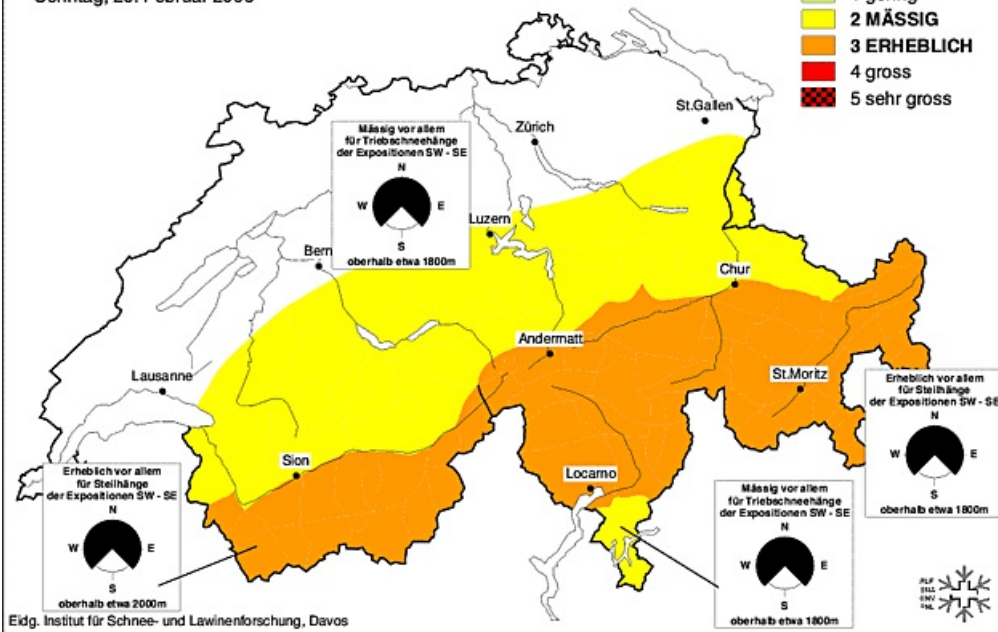 2 MÄSSIG
3 ERHEBLICH
4 gross
5 sehr gross
St.Gallen
Zürich
Mässig vor allem
für Triebschneehänge
der Expositionen SW - SE
N
W E
S
oberhalb etwa 1800m
Luzern
Bern
Chur
Andermatt
Lausanne
St.Moritz
Erheblich vor allem
für Steilhänge
der Expositionen SW - SE
N
W E
S
oberhalb etwa 1800m
Sion
Locarno
Erheblich vor allem
für Steilhänge
der Expositionen SW - SE
N
W E
S
oberhalb etwa 2000m
Mässig vor allem
für Triebschneehänge
der Expositionen SW - SE
N
W E
S
oberhalb etwa 1800m
Eidg. Institut für Schnee- und Lawinenforschung, Davos